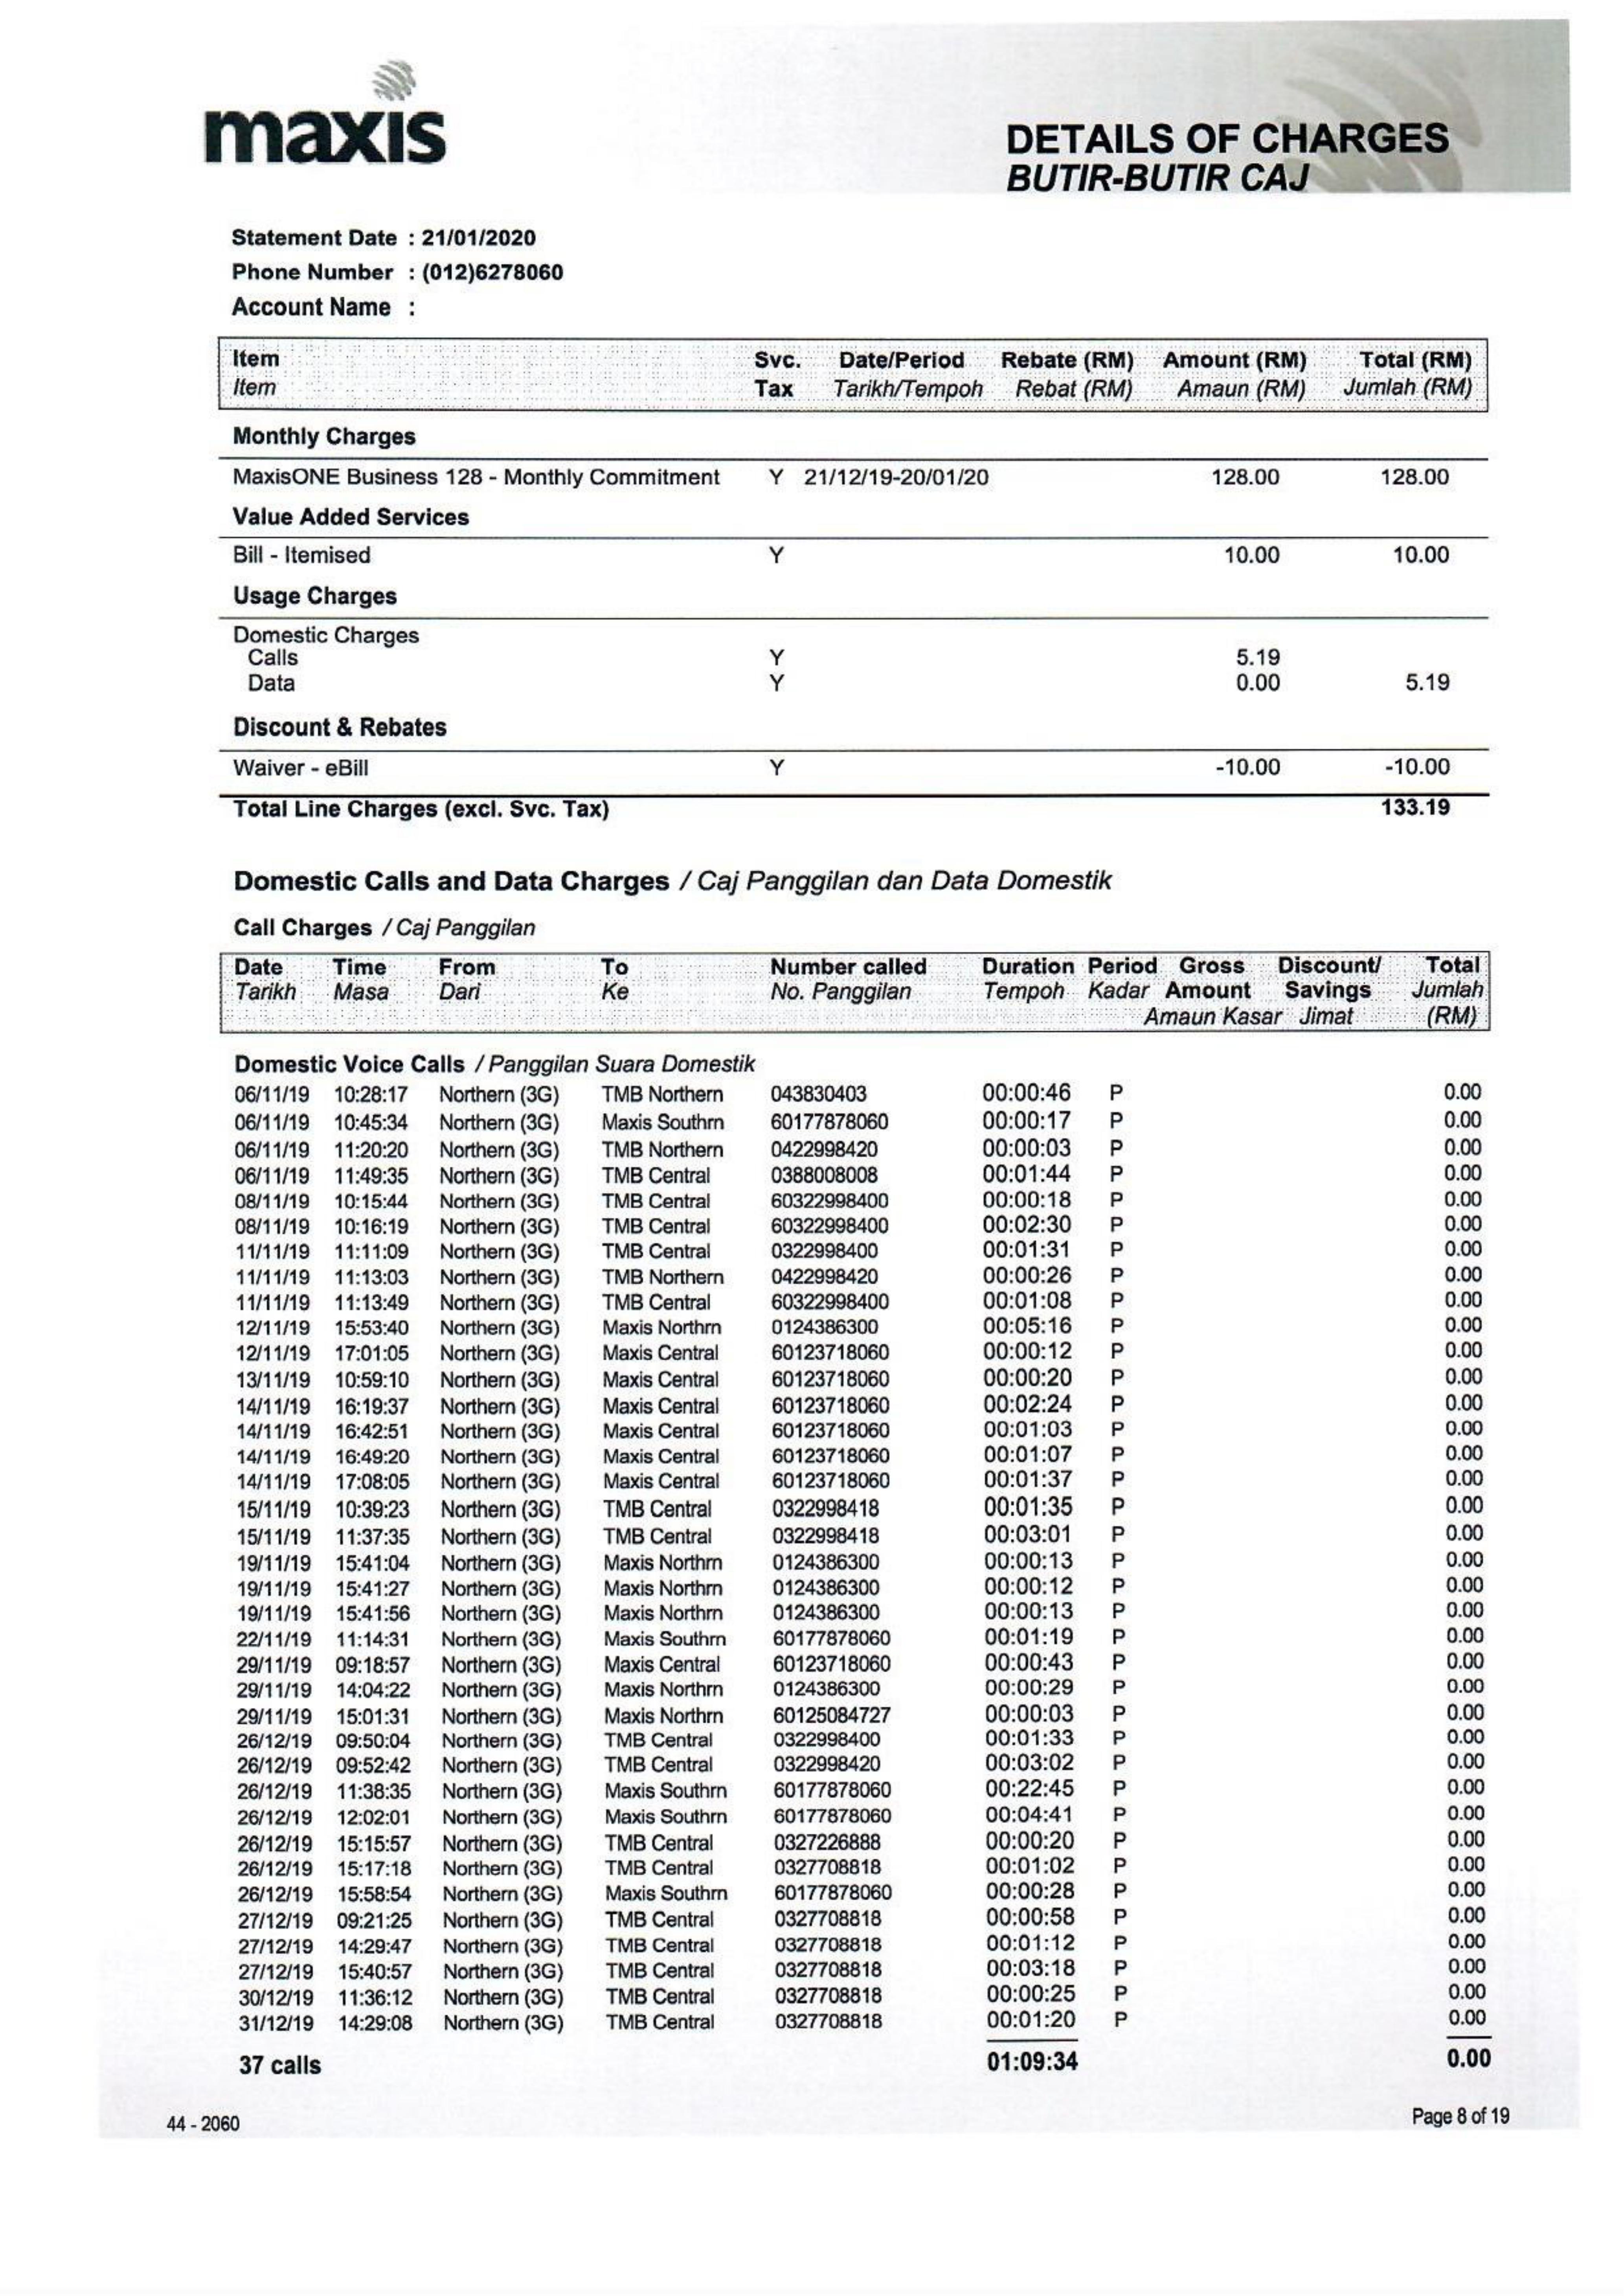 maxis
DETAILS OF CHARGES
BUTIR-BUTIR CAJ
Statement Date : 21/01/2020
Phone Number : (012)6278060
Account Name :
Item Svc. Date/Period Rebate (RM) Amount (RM) Total (RM)
Item Tax Tarikh/Tempoh Rebat (RM) Amaun (RM) Jumlah (RM)
Monthly Charges
MaxisONE Business 128 - Monthly Commitment Y 21/12/19-20/01/20 128.00 128.00
Value Added Services
Bill - Itemised Y 10.00 10.00
Usage Charges
Domestic Charges
Calls Y 5.19
Data Y 0.00 5.19
Discount & Rebates
Waiver - eBill Y -10.00 -10.00
Total Line Charges (excl. Svc. Tax) 133.19
Domestic Calls and Data Charges / Caj Panggilan dan Data Domestik
Call Charges / Caj Panggilan
Date Time From To Number called Duration Period Gross Discount/ Total
Tarikh Masa Dari Ke No. Panggilan Tempoh Kadar Amount Savings Jumlah
Amaun Kasar Jimat (RM)
Domestic Voice Calls / Panggilan Suara Domestik
06/11/19 10:28:17 Northern (3G) TMB Northern 043830403 00:00:46 P 0.00
06/11/19 10:45:34 Northern (3G) Maxis Southrn 60177878060 00:00:17 P 0.00
06/11/19 11:20:20 Northern (3G) TMB Northern 0422998420 00:00:03 P 0.00
06/11/19 11:49:35 Northern (3G) TMB Central 0388008008 00:01:44 P 0.00
08/11/19 10:15:44 Northern (3G) TMB Central 60322998400 00:00:18 P 0.00
08/11/19 10:16:19 Northern (3G) TMB Central 60322998400 00:02:30 P 0.00
11/11/19 11:11:09 Northern (3G) TMB Central 0322998400 00:01:31 P 0.00
11/11/19 11:13:03 Northern (3G) TMB Northern 0422998420 00:00:26 P 0.00
11/11/19 11:13:49 Northern (3G) TMB Central 60322998400 00:01:08 P 0.00
12/11/19 15:53:40 Northern (3G) Maxis Northrn 0124386300 00:05:16 P 0.00
12/11/19 17:01:05 Northern (3G) Maxis Central 60123718060 00:00:12 P 0.00
13/11/19 10:59:10 Northern (3G) Maxis Central 60123718060 00:00:20 P 0.00
14/11/19 16:19:37 Northern (3G) Maxis Central 60123718060 00:02:24 P 0.00
14/11/19 16:42:51 Northern (3G) Maxis Central 60123718060 00:01:03 P 0.00
14/11/19 16:49:20 Northern (3G) Maxis Central 60123718060 00:01:07 P 0.00
14/11/19 17:08:05 Northern (3G) Maxis Central 60123718060 00:01:37 P 0.00
15/11/19 10:39:23 Northern (3G) TMB Central 0322998418 00:01:35 P 0.00
15/11/19 11:37:35 Northern (3G) TMB Central 0322998418 00:03:01 P 0.00
19/11/19 15:41:04 Northern (3G) Maxis Northrn 0124386300 00:00:13 P 0.00
19/11/19 15:41:27 Northern (3G) Maxis Northrn 0124386300 00:00:12 P 0.00
19/11/19 15:41:56 Northern (3G) Maxis Northrn 0124386300 00:00:13 P 0.00
22/11/19 11:14:31 Northern (3G) Maxis Southrn 60177878060 00:01:19 P 0.00
29/11/19 09:18:57 Northern (3G) Maxis Central 60123718060 00:00:43 P 0.00
29/11/19 14:04:22 Northern (3G) Maxis Northrn 0124386300 00:00:29 P 0.00
29/11/19 15:01:31 Northern (3G) Maxis Northrn 60125084727 00:00:03 P 0.00
26/12/19 09:50:04 Northern (3G) TMB Central 0322998400 00:01:33 P 0.00
26/12/19 09:52:42 Northern (3G) TMB Central 0322998420 00:03:02 P 0.00
26/12/19 11:38:35 Northern (3G) Maxis Southrn 60177878060 00:22:45 P 0.00
26/12/19 12:02:01 Northern (3G) Maxis Southrn 60177878060 00:04:41 P 0.00
26/12/19 15:15:57 Northern (3G) TMB Central 0327226888 00:00:20 P 0.00
26/12/19 15:17:18 Northern (3G) TMB Central 0327708818 00:01:02 P 0.00
26/12/19 15:58:54 Northern (3G) Maxis Southrn 60177878060 00:00:28 P 0.00
27/12/19 09:21:25 Northern (3G) TMB Central 0327708818 00:00:58 P 0.00
27/12/19 14:29:47 Northern (3G) TMB Central 0327708818 00:01:12 P 0.00
27/12/19 15:40:57 Northern (3G) TMB Central 0327708818 00:03:18 P 0.00
30/12/19 11:36:12 Northern (3G) TMB Central 0327708818 00:00:25 P 0.00
31/12/19 14:29:08 Northern (3G) TMB Central 0327708818 00:01:20 P 0.00
37 calls 01:09:34 0.00
44 - 2060 Page 8 of 19